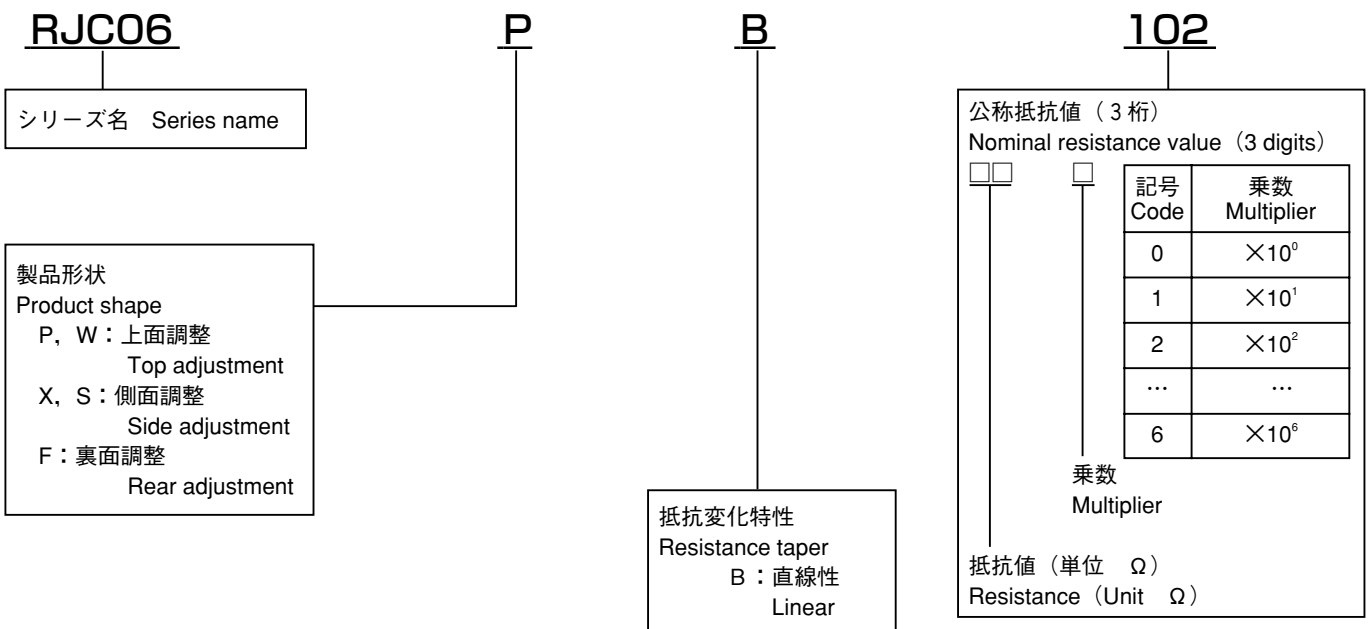 RJC06 P B 102
シリーズ名 Series name
製品形状
Product shape
P, W：上面調整
Top adjustment
X, S：側面調整
Side adjustment
F：裏面調整
Rear adjustment
抵抗変化特性
Resistance taper
B：直線性
Linear
公称抵抗値（3桁）
Nominal resistance value（3 digits）
□□ □
記号 乗数
Code Multiplier
0 ×10⁰
1 ×10¹
2 ×10²
… …
6 ×10⁶
乗数
Multiplier
抵抗値（単位 Ω）
Resistance（Unit Ω）